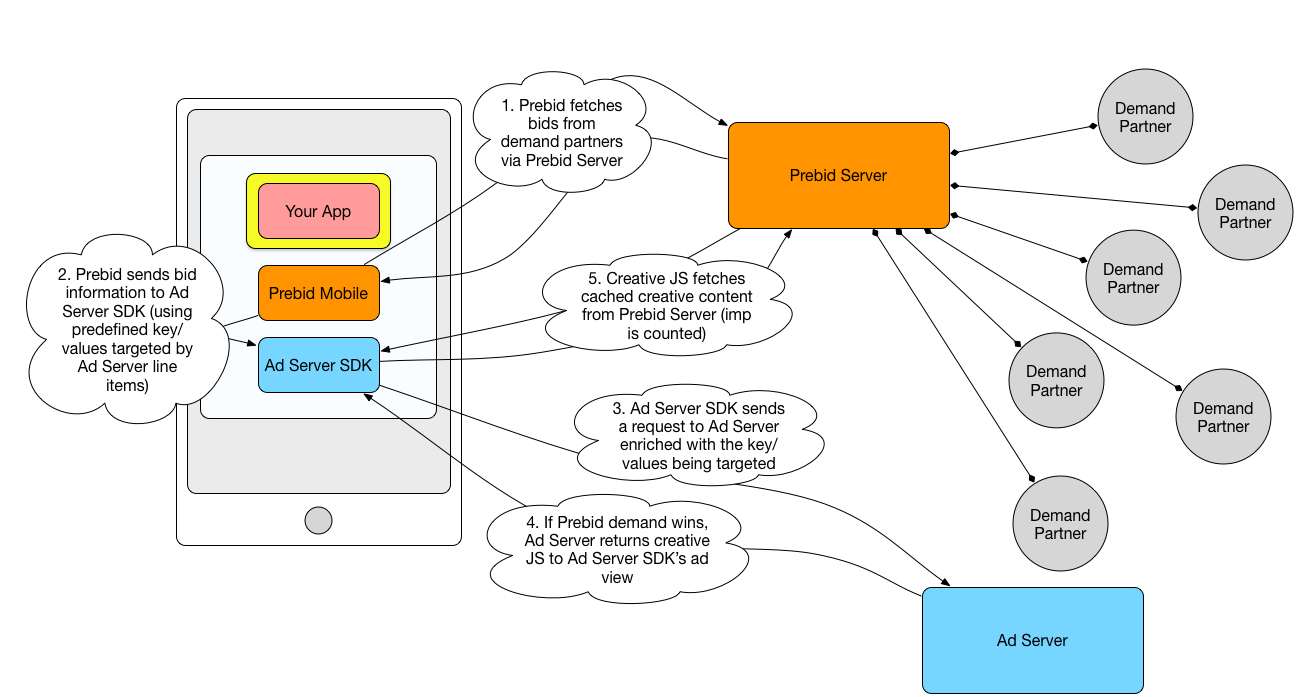 1. Prebid fetches
bids from
demand partners
via Prebid Server
Demand
Partner
Prebid Server
Demand
Partner
Your App
Demand
Partner
2. Prebid sends bid
information to Ad
Server SDK (using
predefined key/
values targeted by
Ad Server line
items)
Prebid Mobile
5. Creative JS fetches
cached creative content
from Prebid Server (imp
is counted)
Ad Server SDK
Demand
Partner
Demand
Partner
3. Ad Server SDK sends
a request to Ad Server
enriched with the key/
values being targeted
4. If Prebid demand wins,
Ad Server returns creative
JS to Ad Server SDK's ad
view
Demand
Partner
Ad Server